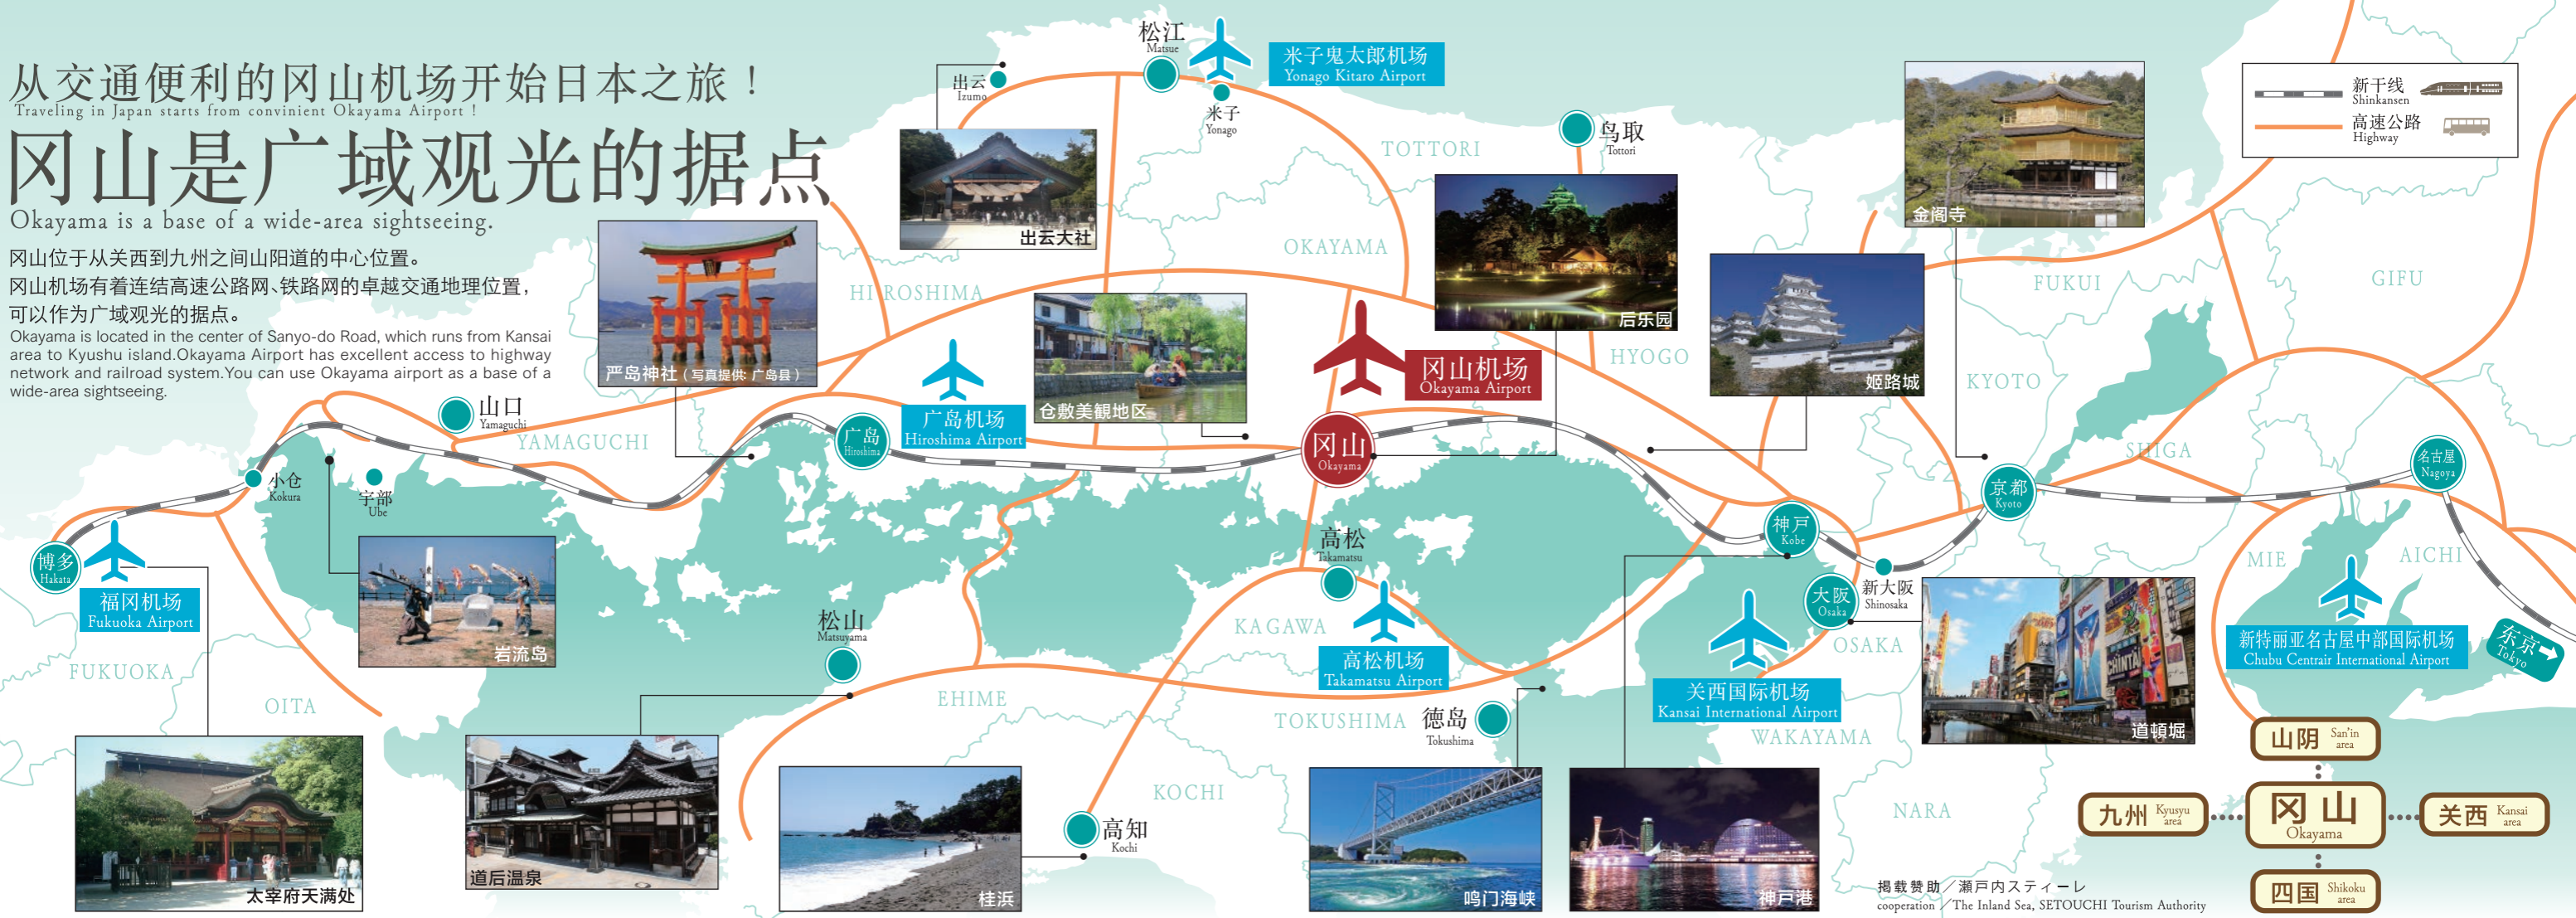 从交通便利的冈山机场开始日本之旅！
Traveling in Japan starts from convinient Okayama Airport !
冈山是广域观光的据点
Okayama is a base of a wide-area sightseeing.
冈山位于从关西到九州之间山阳道的中心位置。
冈山机场有着连结高速公路网、铁路网的卓越交通地理位置，
可以作为广域观光的据点。
Okayama is located in the center of Sanyo-do Road, which runs from Kansai
area to Kyushu island.Okayama Airport has excellent access to highway
network and railroad system.You can use Okayama airport as a base of a
wide-area sightseeing.
松江
Matsue
米子鬼太郎机场
Yonago Kitaro Airport
出云
Izumo
米子
Yonago
出云大社
TOTTORI
鸟取
Tottori
金阁寺
新干线
Shinkansen
高速公路
Highway
OKAYAMA
HIROSHIMA
严岛神社（写真提供: 广岛县）
仓敷美観地区
后乐园
姬路城
HYOGO
KYOTO
FUKUI
GIFU
冈山机场
Okayama Airport
广岛机场
Hiroshima Airport
山口
Yamaguchi
YAMAGUCHI
广岛
Hiroshima
冈山
Okayama
SHIGA
名古屋
Nagoya
小仓
Kokura
宇部
Ube
京都
Kyoto
神戸
Kobe
博多
Hakata
福冈机场
Fukuoka Airport
岩流岛
高松
Takamatsu
新大阪
Shinosaka
大阪
Osaka
OSAKA
MIE
AICHI
松山
Matsuyama
KAGAWA
高松机场
Takamatsu Airport
关西国际机场
Kansai International Airport
道頓堀
新特丽亚名古屋中部国际机场
Chubu Centrair International Airport
东京
Tokyo
FUKUOKA
OITA
EHIME
TOKUSHIMA
徳岛
Tokushima
WAKAYAMA
太宰府天满处
道后温泉
桂浜
KOCHI
高知
Kochi
鸣门海峡
神戸港
NARA
山阴 San'in area
九州 Kyusyu area
冈山
Okayama
关西 Kansai area
四国 Shikoku area
掲载赞助／瀬戸内スティーレ
cooperation ／The Inland Sea, SETOUCHI Tourism Authority